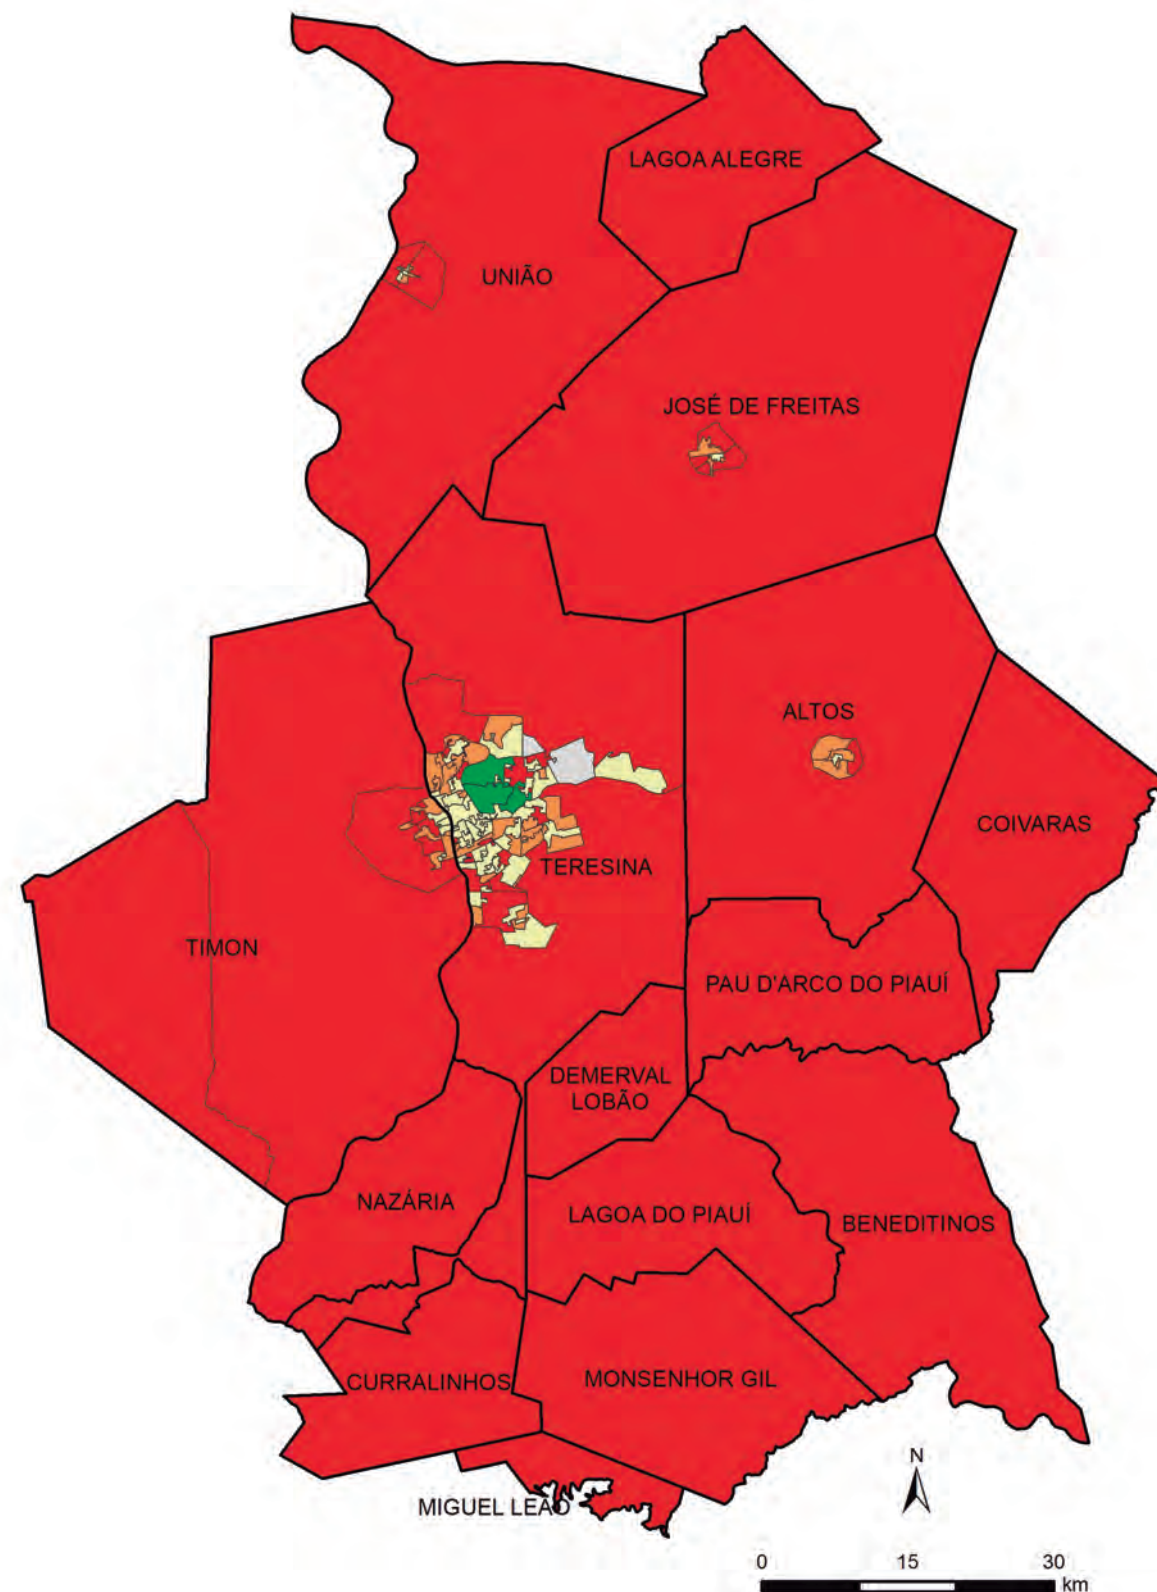 LAGOA ALEGRE
UNIÃO
JOSÉ DE FREITAS
ALTOS
COIVARAS
TERESINA
TIMON
PAU D'ARCO DO PIAUÍ
DEMERVAL
LOBÃO
NAZÁRIA
LAGOA DO PIAUÍ
BENEDITINOS
CURRALINHOS
MONSENHOR GIL
MIGUEL LEÃO
N
0 15 30
km